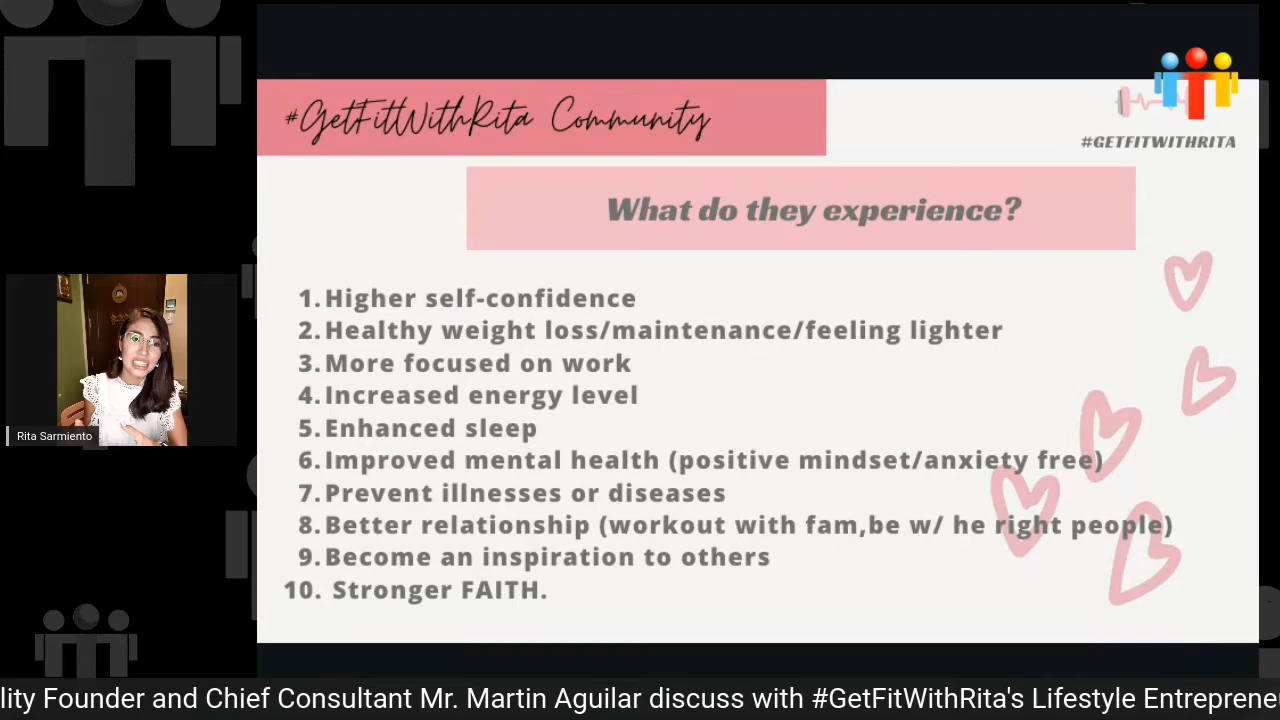 #GetFitWithRita Community
#GETFITWITHRITA
What do they experience?
1. Higher self-confidence
2. Healthy weight loss/maintenance/feeling lighter
3. More focused on work
4. Increased energy level
5. Enhanced sleep
6. Improved mental health (positive mindset/anxiety free)
7. Prevent illnesses or diseases
8. Better relationship (workout with fam,be w/ he right people)
9. Become an inspiration to others
10. Stronger FAITH.
Rita Sarmiento
lity Founder and Chief Consultant Mr. Martin Aguilar discuss with #GetFitWithRita's Lifestyle Entreprene